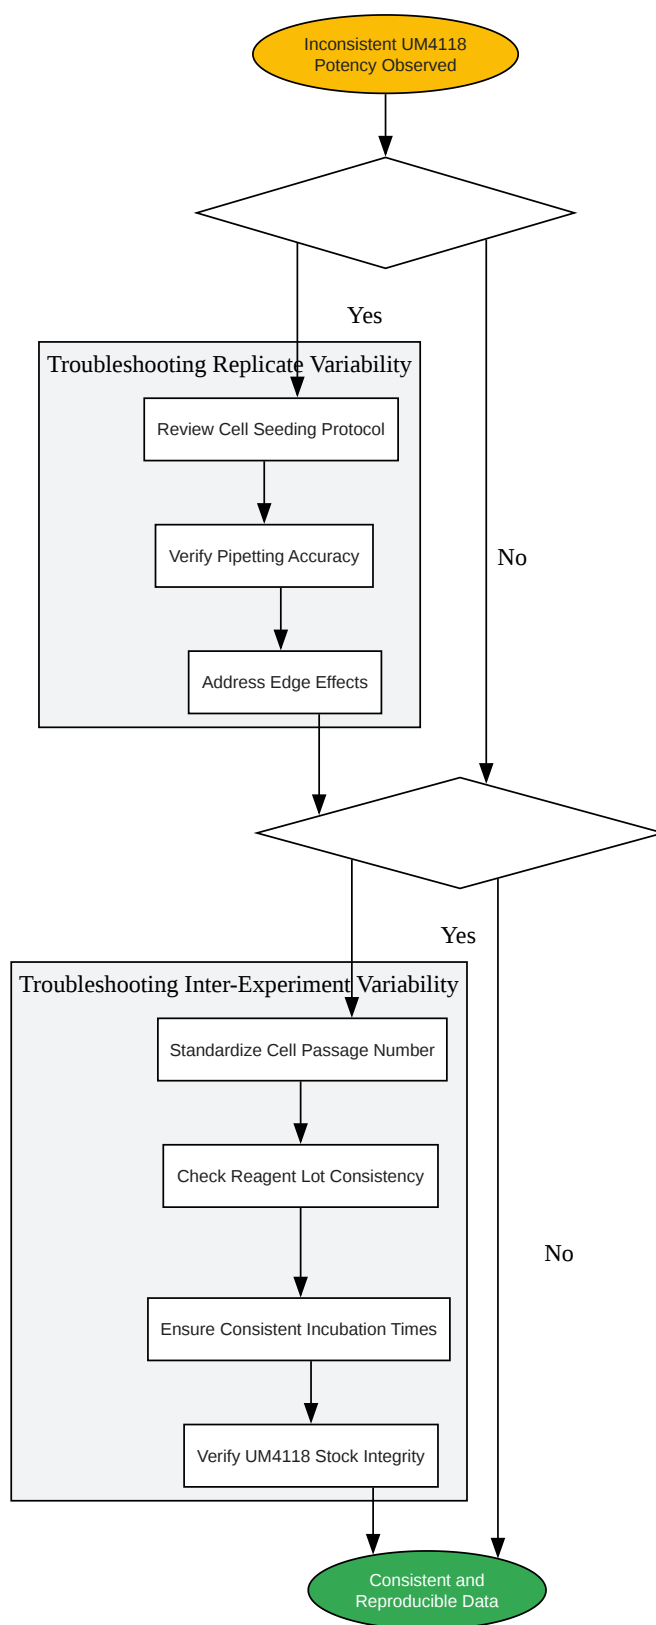 Inconsistent UM4118
Potency Observed
Yes
Troubleshooting Replicate Variability
Review Cell Seeding Protocol
Verify Pipetting Accuracy
No
Address Edge Effects
Yes
Troubleshooting Inter-Experiment Variability
Standardize Cell Passage Number
Check Reagent Lot Consistency
No
Ensure Consistent Incubation Times
Verify UM4118 Stock Integrity
Consistent and
Reproducible Data